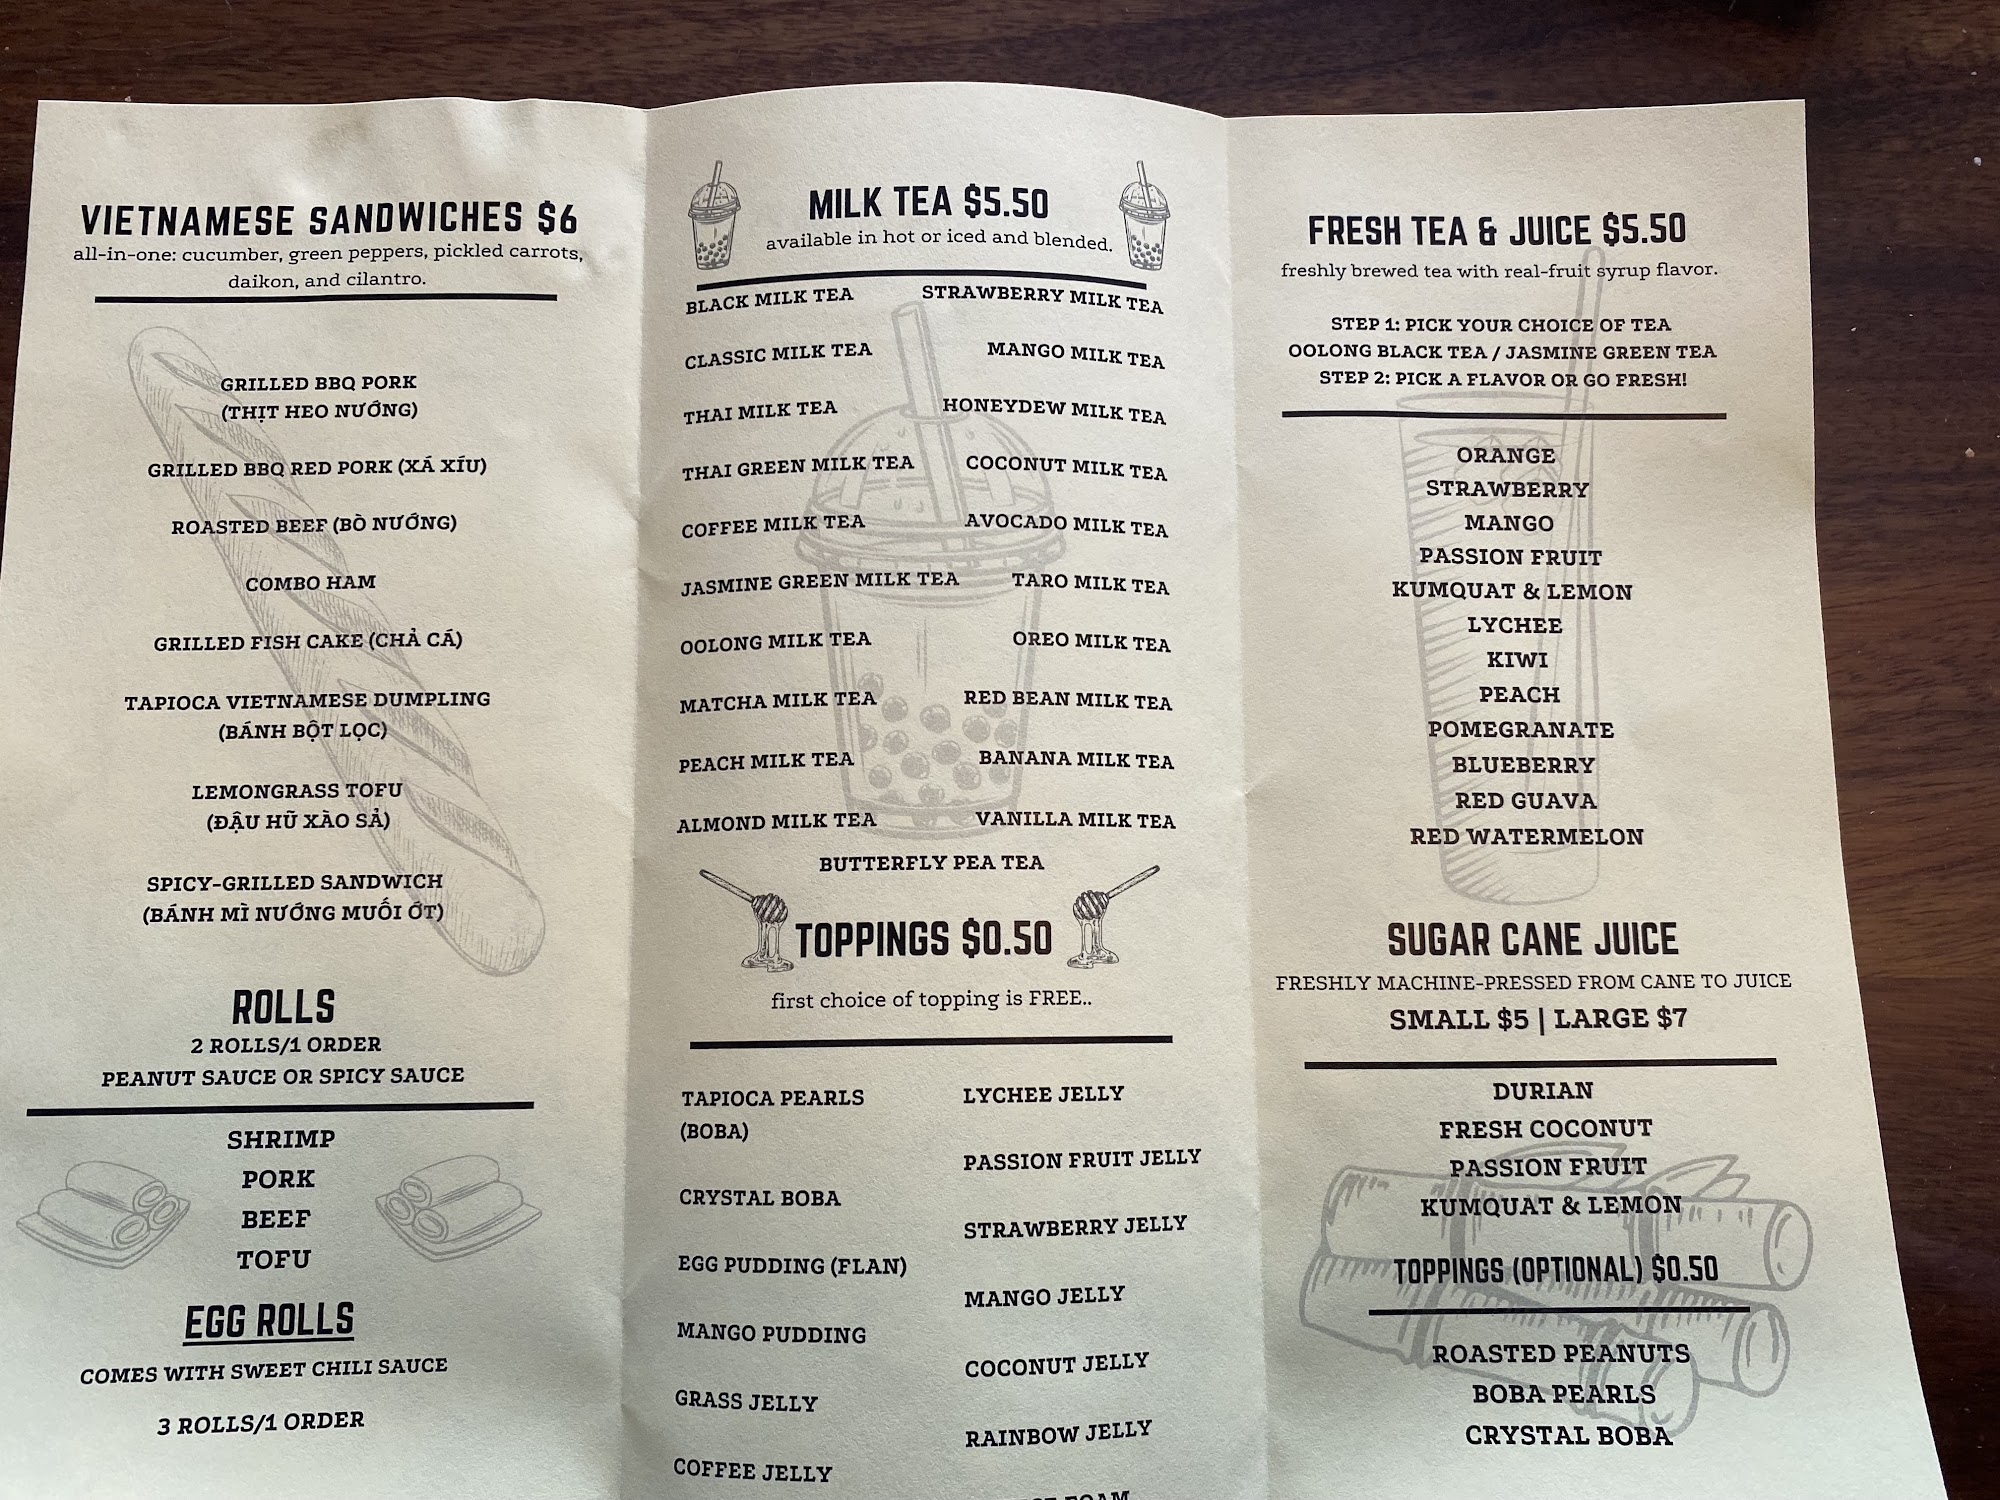 VIETNAMESE SANDWICHES $6
all-in-one: cucumber, green peppers, pickled carrots,
daikon, and cilantro.
GRILLED BBQ PORK
(THỊT HEO NƯỚNG)
GRILLED BBQ RED PORK (XÁ XÍU)
ROASTED BEEF (BÒ NƯỚNG)
COMBO HAM
GRILLED FISH CAKE (CHẢ CÁ)
TAPIOCA VIETNAMESE DUMPLING
(BÁNH BỘT LỌC)
LEMONGRASS TOFU
(ĐẬU HŨ XÀO SẢ)
SPICY-GRILLED SANDWICH
(BÁNH MÌ NƯỚNG MUỐI ỚT)
ROLLS
2 ROLLS/1 ORDER
PEANUT SAUCE OR SPICY SAUCE
SHRIMP
PORK
BEEF
TOFU
EGG ROLLS
COMES WITH SWEET CHILI SAUCE
3 ROLLS/1 ORDER
MILK TEA $5.50
available in hot or iced and blended.
BLACK MILK TEA
CLASSIC MILK TEA
THAI MILK TEA
THAI GREEN MILK TEA
COFFEE MILK TEA
JASMINE GREEN MILK TEA
OOLONG MILK TEA
MATCHA MILK TEA
PEACH MILK TEA
ALMOND MILK TEA
STRAWBERRY MILK TEA
MANGO MILK TEA
HONEYDEW MILK TEA
COCONUT MILK TEA
AVOCADO MILK TEA
TARO MILK TEA
OREO MILK TEA
RED BEAN MILK TEA
BANANA MILK TEA
VANILLA MILK TEA
BUTTERFLY PEA TEA
TOPPINGS $0.50
first choice of topping is FREE..
TAPIOCA PEARLS
(BOBA)
CRYSTAL BOBA
EGG PUDDING (FLAN)
MANGO PUDDING
GRASS JELLY
COFFEE JELLY
LYCHEE JELLY
PASSION FRUIT JELLY
STRAWBERRY JELLY
MANGO JELLY
COCONUT JELLY
RAINBOW JELLY
FOAM
FRESH TEA & JUICE $5.50
freshly brewed tea with real-fruit syrup flavor.
STEP 1: PICK YOUR CHOICE OF TEA
OOLONG BLACK TEA / JASMINE GREEN TEA
STEP 2: PICK A FLAVOR OR GO FRESH!
ORANGE
STRAWBERRY
MANGO
PASSION FRUIT
KUMQUAT & LEMON
LYCHEE
KIWI
PEACH
POMEGRANATE
BLUEBERRY
RED GUAVA
RED WATERMELON
SUGAR CANE JUICE
FRESHLY MACHINE-PRESSED FROM CANE TO JUICE
SMALL $5 | LARGE $7
DURIAN
FRESH COCONUT
PASSION FRUIT
KUMQUAT & LEMON
TOPPINGS (OPTIONAL) $0.50
ROASTED PEANUTS
BOBA PEARLS
CRYSTAL BOBA